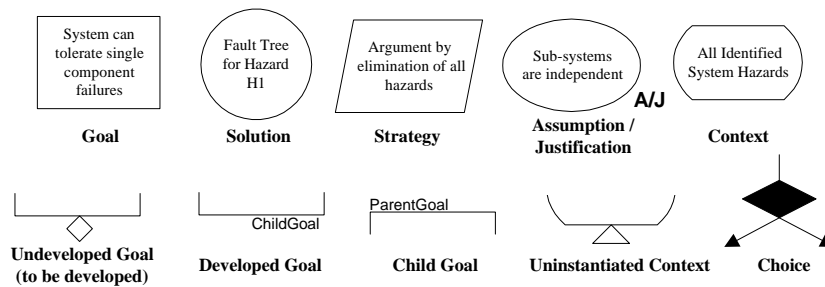 System can
tolerate single
component
failures
Goal
Fault Tree
for Hazard
H1
Solution
Argument by
elimination of all
hazards
Strategy
Sub-systems
are independent
A/J
Assumption /
Justification
All Identified
System Hazards
Context
Undeveloped Goal
(to be developed)
ChildGoal
Developed Goal
ParentGoal
Child Goal
Uninstantiated Context
Choice